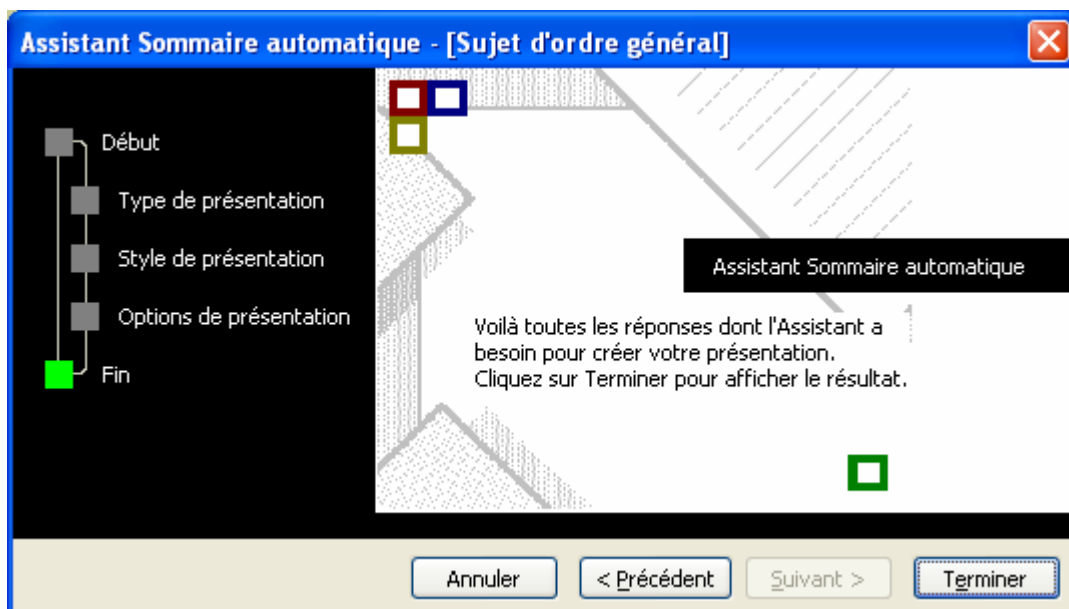 Assistant Sommaire automatique - [Sujet d'ordre général]
Début
Type de présentation
Style de présentation
Options de présentation
Fin
Assistant Sommaire automatique
Voilà toutes les réponses dont l'Assistant a
besoin pour créer votre présentation.
Cliquez sur Terminer pour afficher le résultat.
Annuler
< Précédent
Suivant >
Terminer